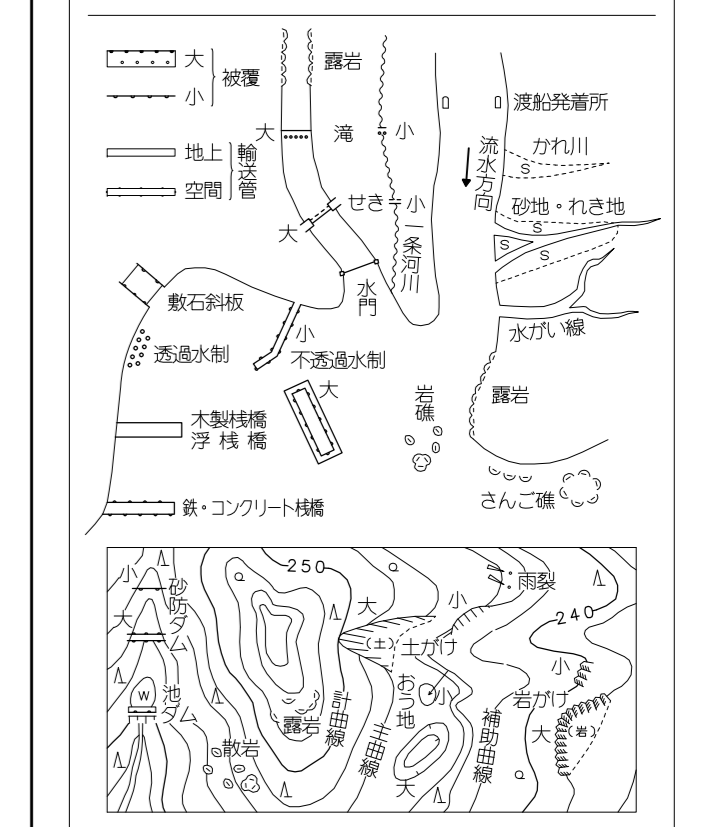 大
小
被覆
地上
空間
輸送管
露岩
大
滝
小
渡船発着所
流水方向
かれ川
S
砂地・れき地
S
S
S
せき
小
大
一条河川
水門
敷石斜板
透過水制
小
不透過水制
大
水がい線
露岩
岩礁
木製桟橋
浮桟橋
鉄・コンクリート桟橋
さんご礁
小
砂防ダム
大
W
池
ダム
250
大
(土)
土がけ
小
雨裂
240
小
岩がけ
大
(岩)
おう地
小
大
露岩
散岩
計曲線
主曲線
補助曲線